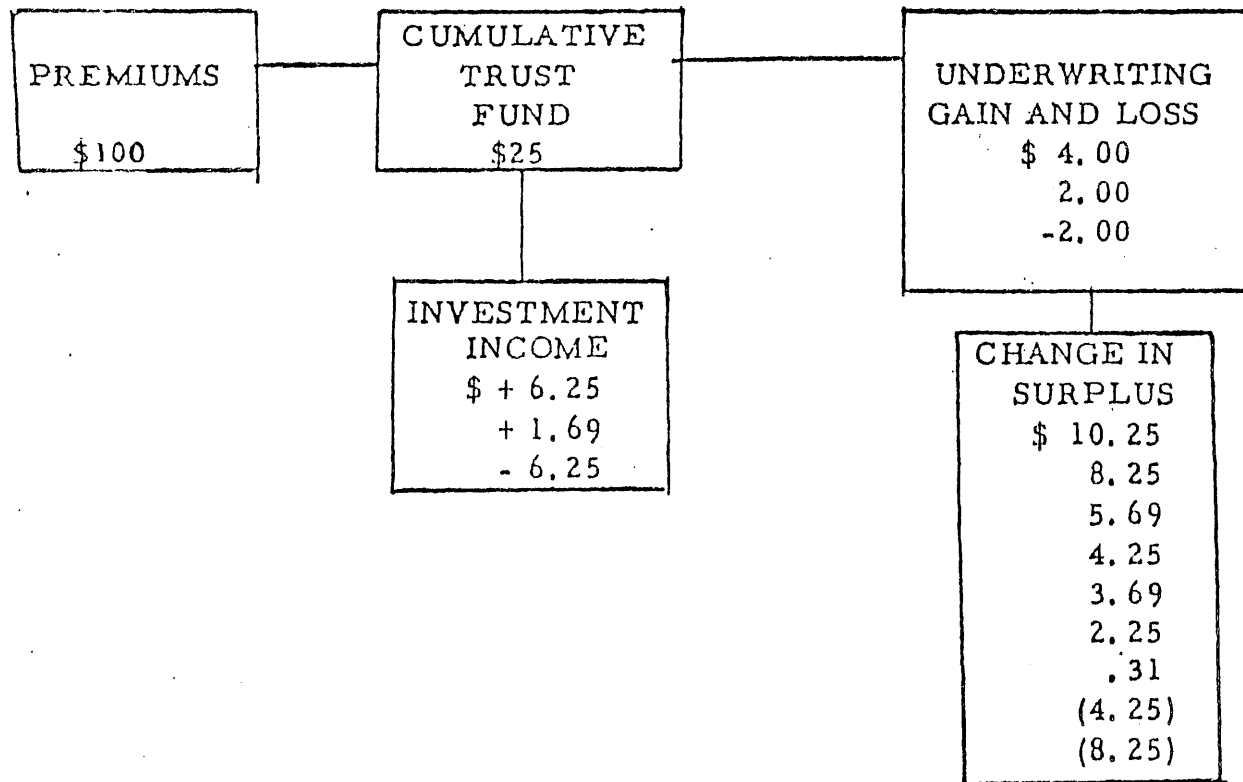 PREMIUMS
$100
CUMULATIVE
TRUST
FUND
$25
UNDERWRITING
GAIN AND LOSS
$ 4.00
2.00
-2.00
INVESTMENT
INCOME
$ + 6.25
+ 1.69
- 6.25
CHANGE IN
SURPLUS
$ 10.25
8.25
5.69
4.25
3.69
2.25
.31
(4.25)
(8.25)